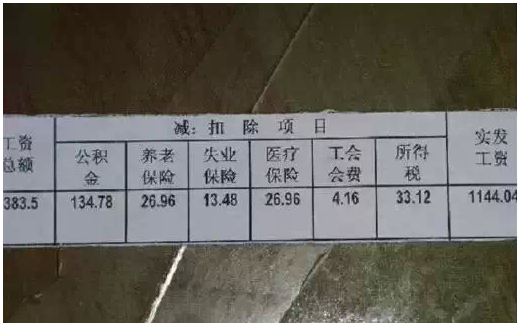 减: 扣 除 项 目
工资总额 公积金 养老保险 失业保险 医疗保险 工会会费 所得税 实发工资
383.5 134.78 26.96 13.48 26.96 4.16 33.12 1144.04